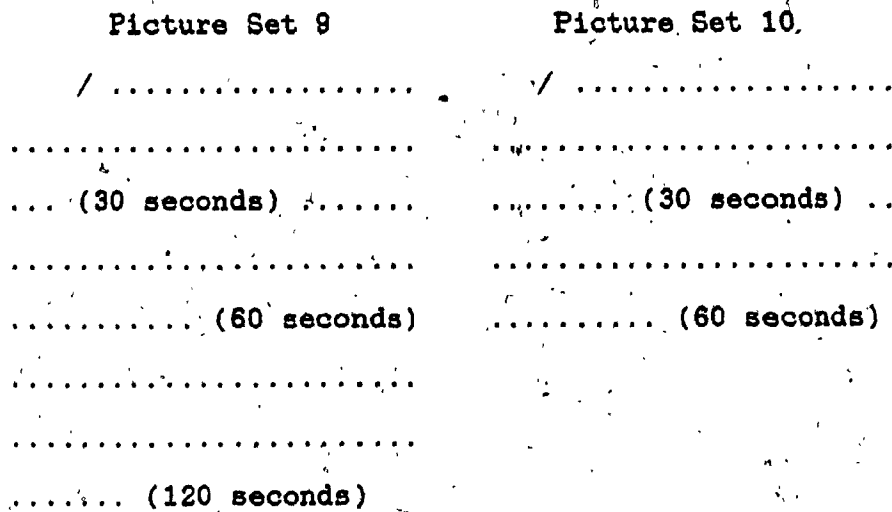 Picture Set 9
/ ..................
........................
... (30 seconds) .......
........................
........... (60 seconds)
........................
........................
....... (120 seconds)
Picture Set 10
/ ...................
........................
........ (30 seconds) ..
........................
.......... (60 seconds)